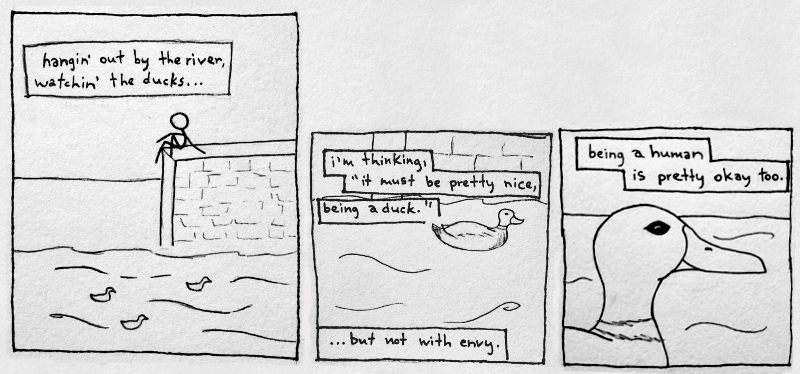 hangin' out by the river,
watchin' the ducks...
i'm thinking,
"it must be pretty nice,
being a duck."
...but not with envy.
being a human
is pretty okay too.